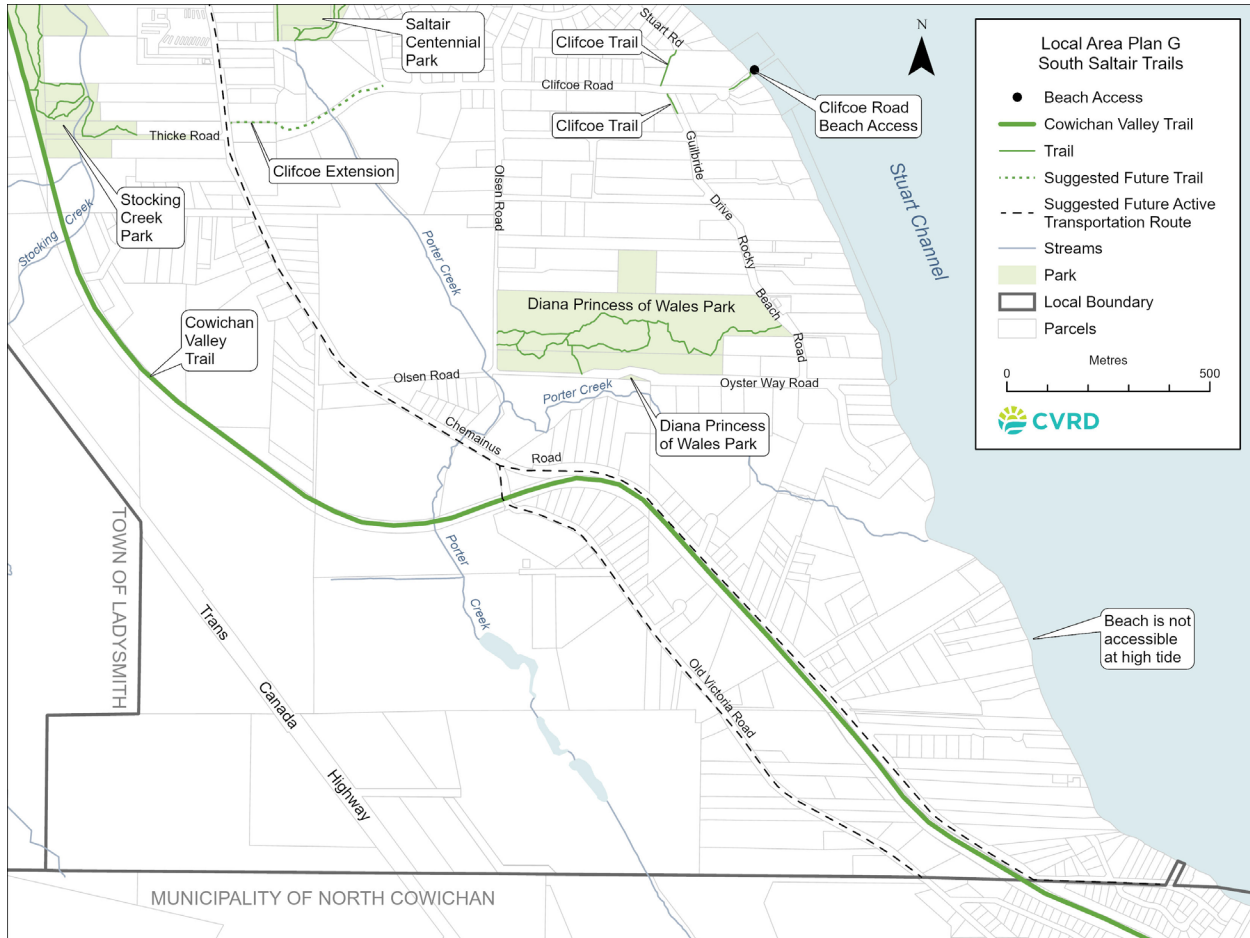 Saltair
Centennial
Park
Clifcoe Trail
Stuart Rd
N
Local Area Plan G
South Saltair Trails
Beach Access
Cowichan Valley Trail
Trail
Suggested Future Trail
Suggested Future Active
Transportation Route
Streams
Park
Local Boundary
Parcels
Metres
0
500
CVRD
Clifcoe Road
Clifcoe Road
Beach Access
Clifcoe Trail
Thicke Road
Clifcoe Extension
Guilbride
Drive
Rocky
Beach
Road
Olsen Road
Stuart Channel
Stocking
Creek
Park
Stocking Creek
Porter Creek
Diana Princess of Wales Park
Cowichan
Valley
Trail
Olsen Road
Oyster Way Road
Porter Creek
Diana Princess
of Wales Park
Chemainus
Road
TOWN OF LADYSMITH
Porter
Creek
Trans
Canada
Highway
Old Victoria Road
Beach is not
accessible
at high tide
MUNICIPALITY OF NORTH COWICHAN